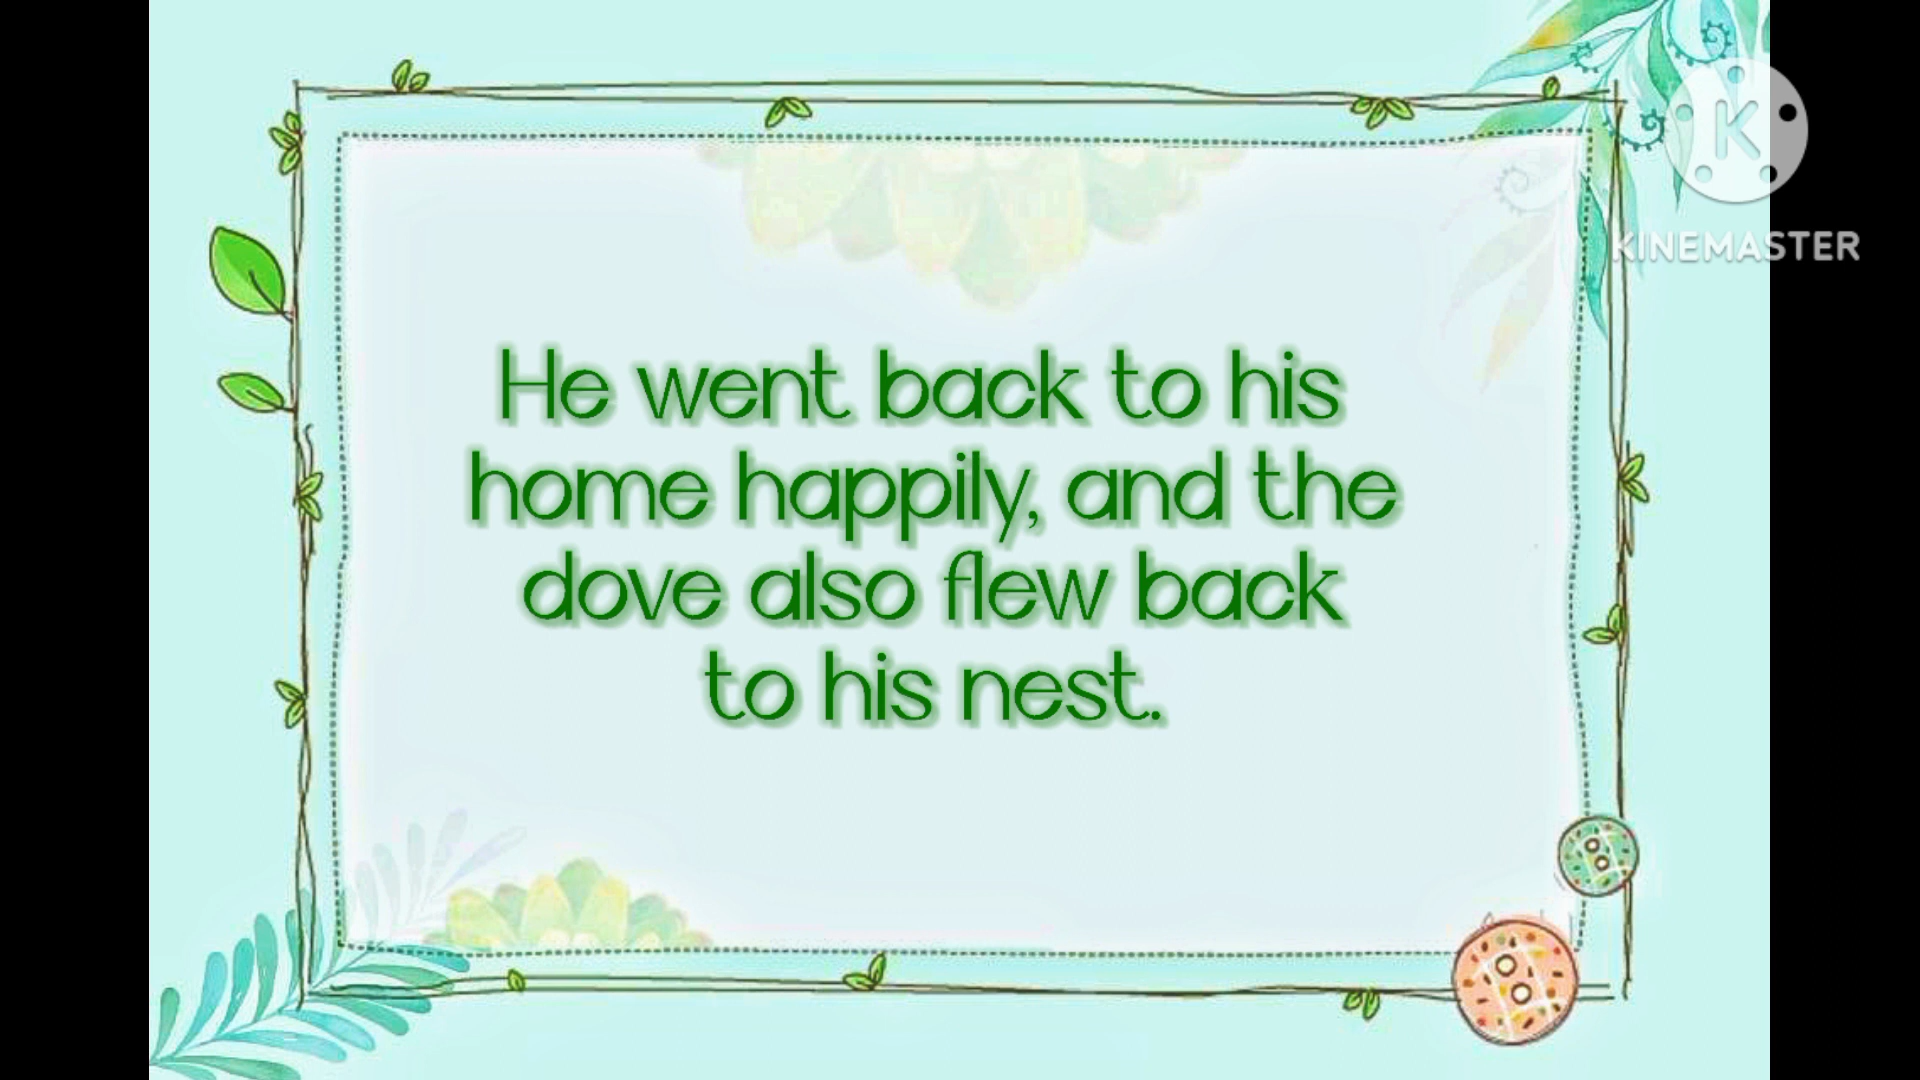 K
KINEMASTER
He went back to his
home happily, and the
dove also flew back
to his nest.